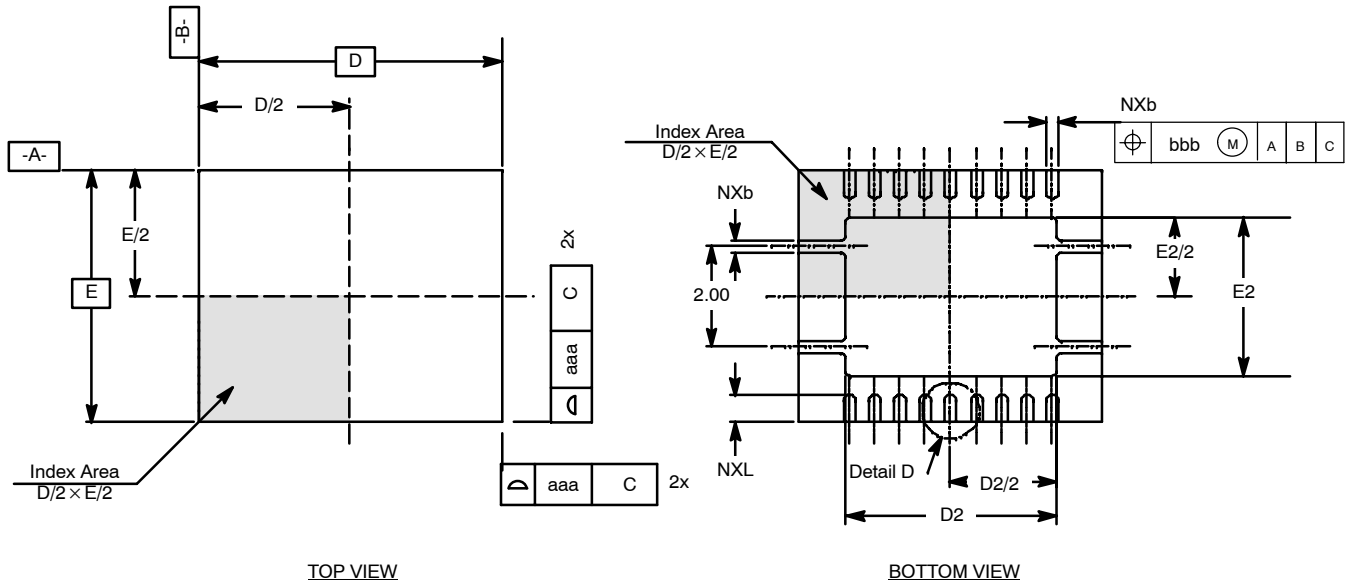 -B-
D
D/2
-A-
E/2
E
2x
C
aaa
aaa C 2x
Index Area
D/2 × E/2
TOP VIEW
NXb
bbb M A B C
Index Area
D/2 × E/2
NXb
2.00
E2/2
E2
NXL
Detail D
D2/2
D2
BOTTOM VIEW